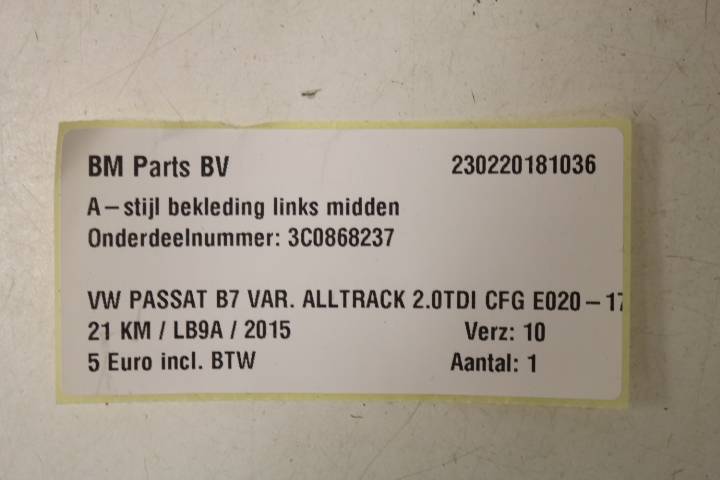 BM Parts BV 230220181036
A-stijl bekleding links midden
Onderdeelnummer: 3C0868237
VW PASSAT B7 VAR. ALLTRACK 2.0TDI CFG E020-17
21 KM / LB9A / 2015 Verz: 10
5 Euro incl. BTW Aantal: 1